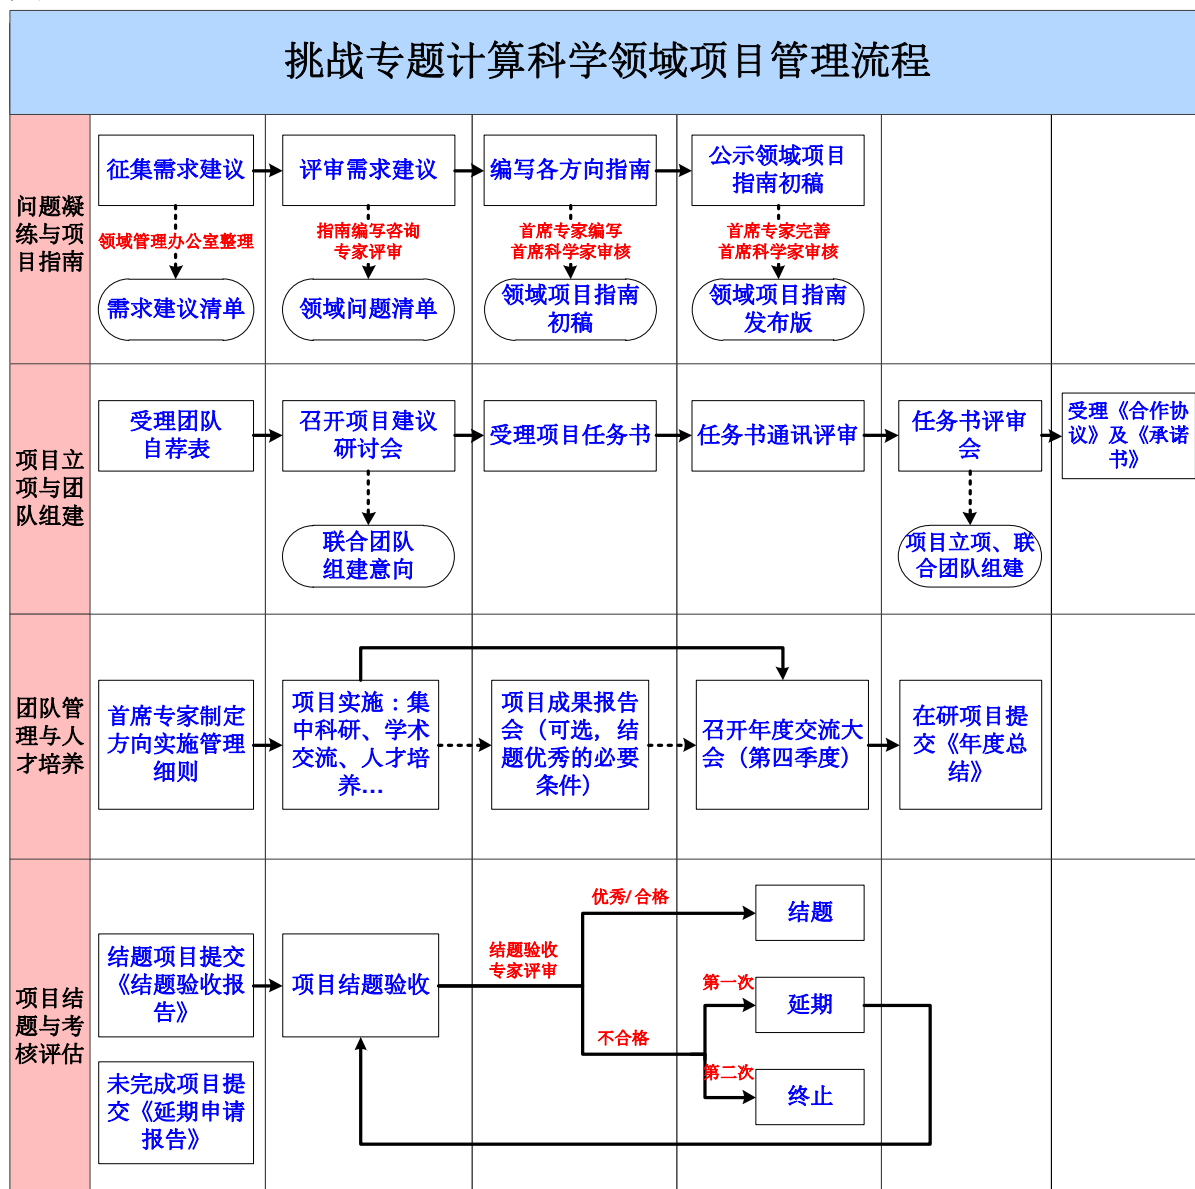 挑战专题计算科学领域项目管理流程
问题凝
练与项
目指南
征集需求建议
评审需求建议
编写各方向指南
公示领域项目
指南初稿
领域管理办公室整理
指南编写咨询
专家评审
首席专家编写
首席科学家审核
首席专家完善
首席科学家审核
需求建议清单
领域问题清单
领域项目指南
初稿
领域项目指南
发布版
项目立
项与团
队组建
受理团队
自荐表
召开项目建议
研讨会
受理项目任务书
任务书通讯评审
任务书评审
会
受理《合作协
议》及《承诺
书》
联合团队
组建意向
项目立项、联
合团队组建
团队管
理与人
才培养
首席专家制定
方向实施管理
细则
项目实施：集
中科研、学术
交流、人才培
养...
项目成果报告
会（可选，结
题优秀的必要
条件）
召开年度交流大
会（第四季度）
在研项目提
交《年度总
结》
项目结
题与考
核评估
结题项目提交
《结题验收报
告》
项目结题验收
结题验收
专家评审
优秀/合格
结题
不合格
第一次
延期
第二次
终止
未完成项目提
交《延期申请
报告》